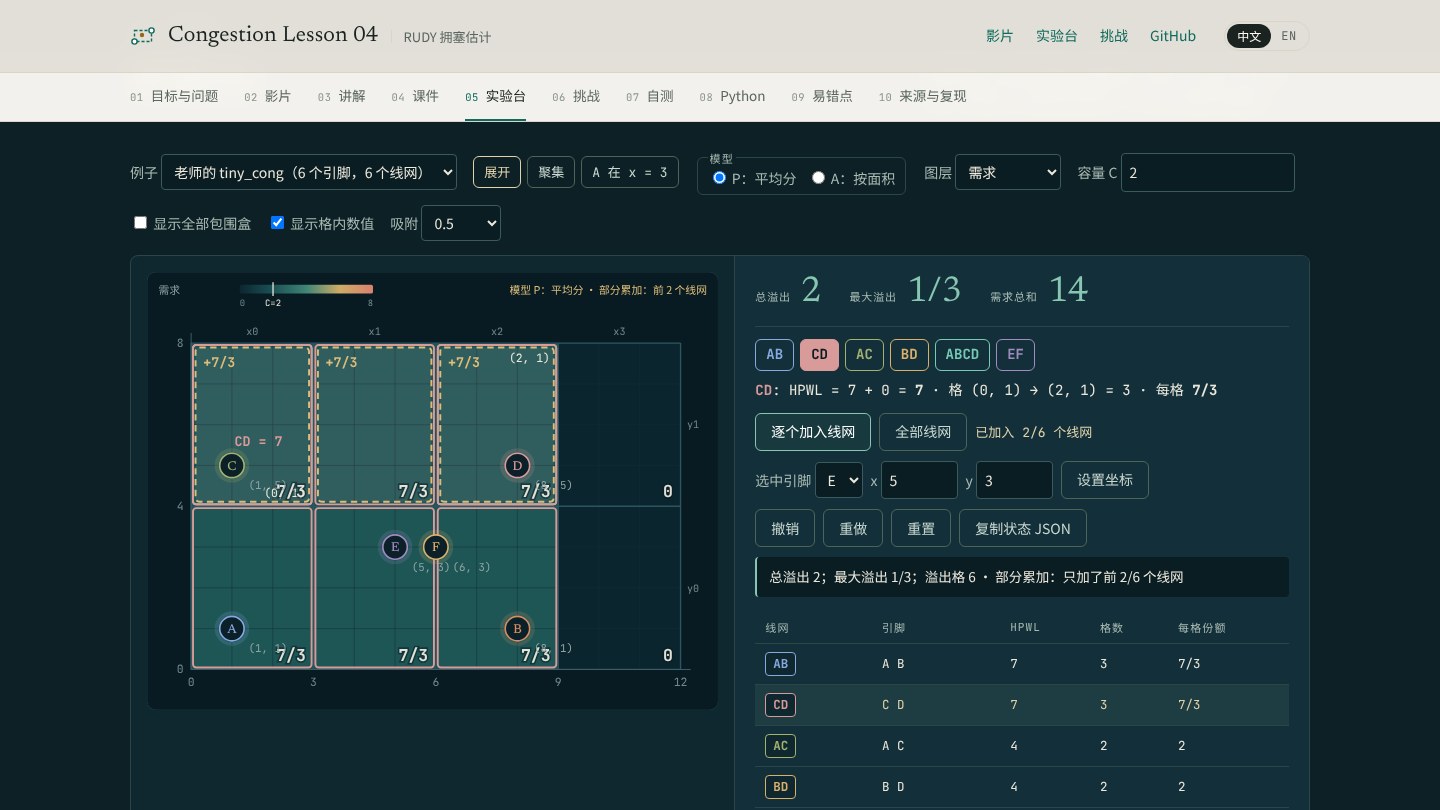 Congestion Lesson 04 RUDY 拥塞估计 影片 实验台 挑战 GitHub 中文 EN
01 目标与问题 02 影片 03 讲解 04 课件 05 实验台 06 挑战 07 自测 08 Python 09 易错点 10 来源与复现
例子 老师的 tiny_cong（6 个引脚，6 个线网） 展开 聚集 A 在 x = 3 模型 P：平均分 A：按面积 图层 需求 容量 C 2
显示全部包围盒 显示格内数值 吸附 0.5
需求 0 C=2 8 模型 P：平均分 · 部分累加：前 2 个线网
x0 x1 x2 x3
8
+7/3 +7/3 +7/3 (2, 1)
y1
CD = 7
C D
7/3 7/3 7/3 0
4
E F
(5, 3) (6, 3)
y0
A B
7/3 7/3 7/3 0
0
0 3 6 9 12
总溢出 2 最大溢出 1/3 需求总和 14
AB CD AC BD ABCD EF
CD: HPWL = 7 + 0 = 7 · 格 (0, 1) → (2, 1) = 3 · 每格 7/3
逐个加入线网 全部线网 已加入 2/6 个线网
选中引脚 E x 5 y 3 设置坐标
撤销 重做 重置 复制状态 JSON
总溢出 2；最大溢出 1/3；溢出格 6 · 部分累加：只加了前 2/6 个线网
线网 引脚 HPWL 格数 每格份额
AB A B 7 3 7/3
CD C D 7 3 7/3
AC A C 4 2 2
BD B D 4 2 2